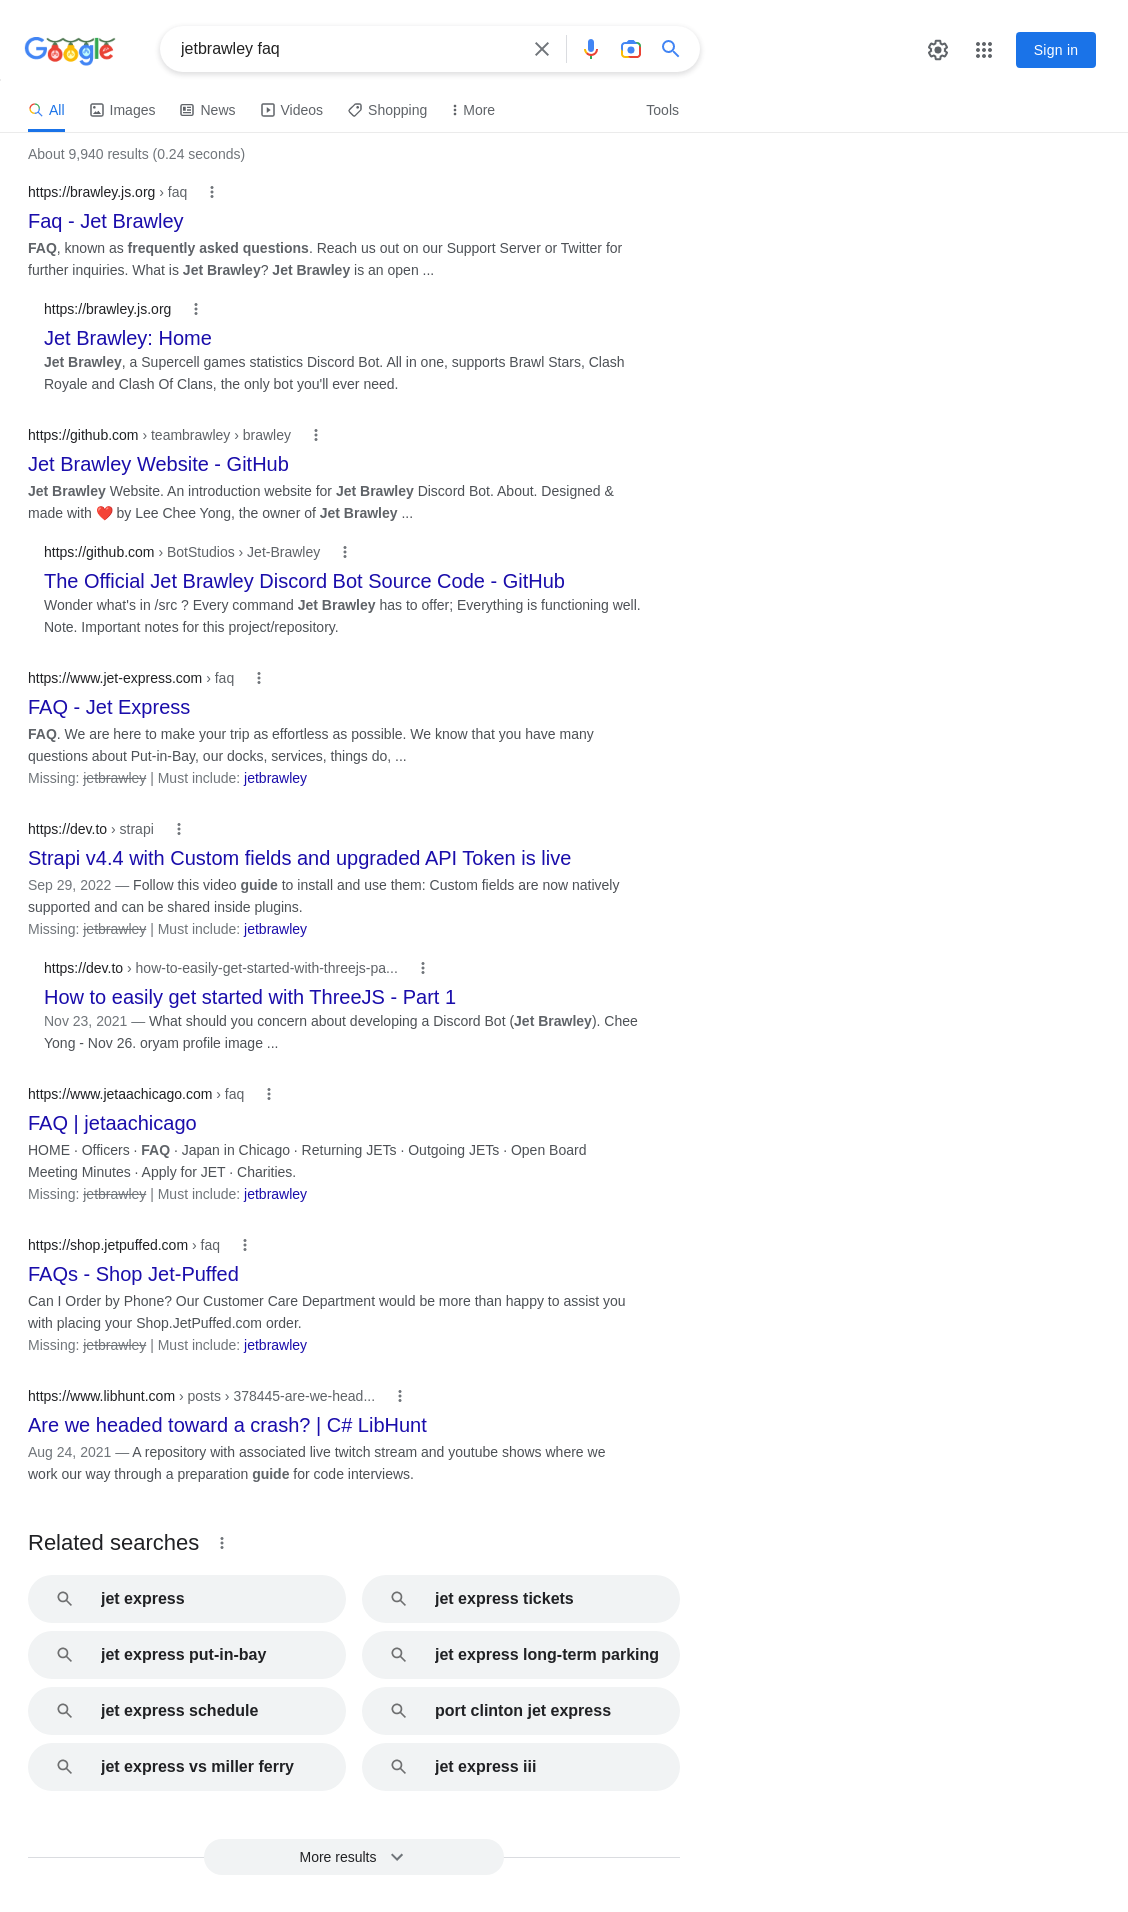 Google
jetbrawley faq
Sign in
All
Images
News
Videos
Shopping
More
Tools
About 9,940 results (0.24 seconds)
https://brawley.js.org › faq
Faq - Jet Brawley
FAQ, known as frequently asked questions. Reach us out on our Support Server or Twitter for
further inquiries. What is Jet Brawley? Jet Brawley is an open ...
https://brawley.js.org
Jet Brawley: Home
Jet Brawley, a Supercell games statistics Discord Bot. All in one, supports Brawl Stars, Clash
Royale and Clash Of Clans, the only bot you'll ever need.
https://github.com › teambrawley › brawley
Jet Brawley Website - GitHub
Jet Brawley Website. An introduction website for Jet Brawley Discord Bot. About. Designed &
made with ❤️ by Lee Chee Yong, the owner of Jet Brawley ...
https://github.com › BotStudios › Jet-Brawley
The Official Jet Brawley Discord Bot Source Code - GitHub
Wonder what's in /src ? Every command Jet Brawley has to offer; Everything is functioning well.
Note. Important notes for this project/repository.
https://www.jet-express.com › faq
FAQ - Jet Express
FAQ. We are here to make your trip as effortless as possible. We know that you have many
questions about Put-in-Bay, our docks, services, things do, ...
Missing: jetbrawley | Must include: jetbrawley
https://dev.to › strapi
Strapi v4.4 with Custom fields and upgraded API Token is live
Sep 29, 2022 — Follow this video guide to install and use them: Custom fields are now natively
supported and can be shared inside plugins.
Missing: jetbrawley | Must include: jetbrawley
https://dev.to › how-to-easily-get-started-with-threejs-pa...
How to easily get started with ThreeJS - Part 1
Nov 23, 2021 — What should you concern about developing a Discord Bot (Jet Brawley). Chee
Yong - Nov 26. oryam profile image ...
https://www.jetaachicago.com › faq
FAQ | jetaachicago
HOME · Officers · FAQ · Japan in Chicago · Returning JETs · Outgoing JETs · Open Board
Meeting Minutes · Apply for JET · Charities.
Missing: jetbrawley | Must include: jetbrawley
https://shop.jetpuffed.com › faq
FAQs - Shop Jet-Puffed
Can I Order by Phone? Our Customer Care Department would be more than happy to assist you
with placing your Shop.JetPuffed.com order.
Missing: jetbrawley | Must include: jetbrawley
https://www.libhunt.com › posts › 378445-are-we-head...
Are we headed toward a crash? | C# LibHunt
Aug 24, 2021 — A repository with associated live twitch stream and youtube shows where we
work our way through a preparation guide for code interviews.
Related searches
jet express
jet express tickets
jet express put-in-bay
jet express long-term parking
jet express schedule
port clinton jet express
jet express vs miller ferry
jet express iii
More results